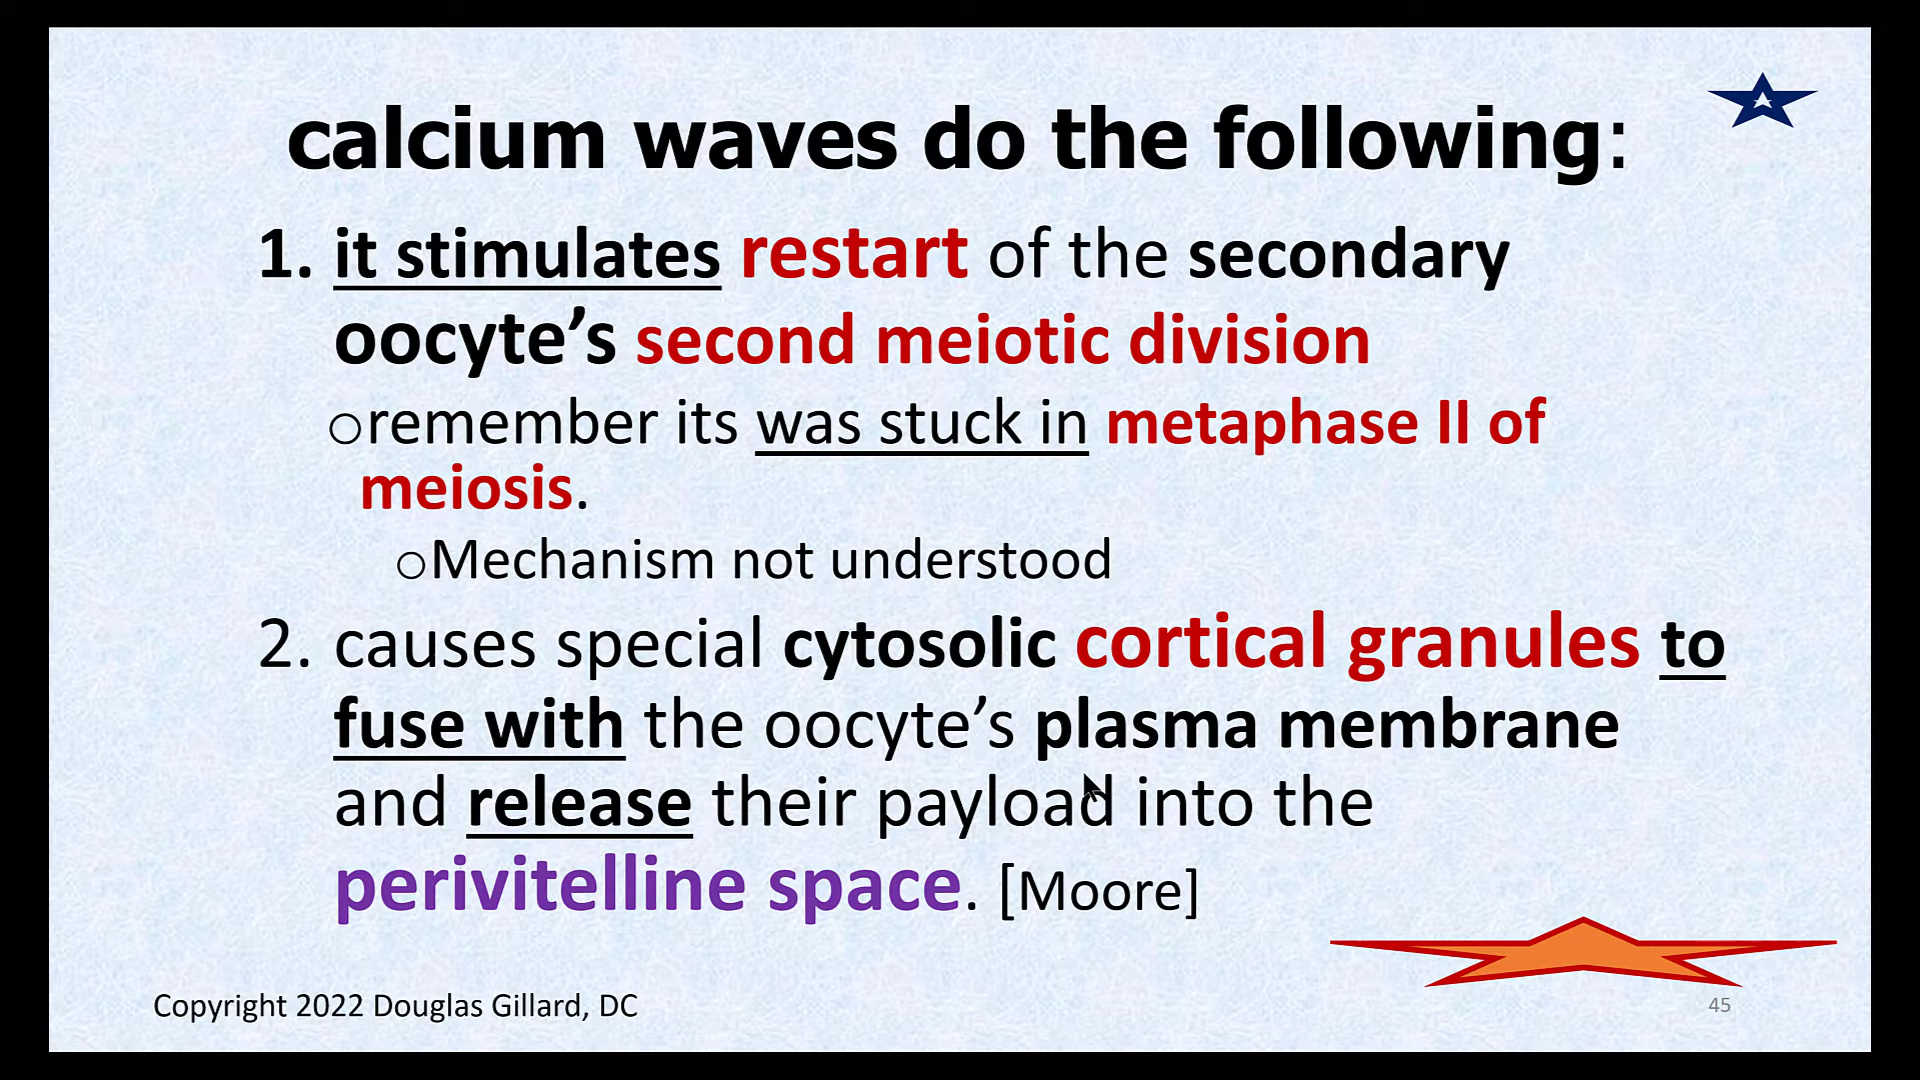 calcium waves do the following:
1. it stimulates restart of the secondary
oocyte’s second meiotic division
○remember its was stuck in metaphase II of
meiosis.
○Mechanism not understood
2. causes special cytosolic cortical granules to
fuse with the oocyte’s plasma membrane
and release their payload into the
perivitelline space. [Moore]
Copyright 2022 Douglas Gillard, DC
45